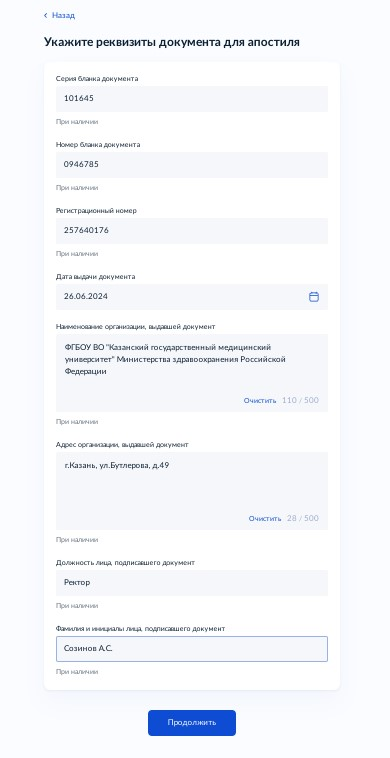 Назад
Укажите реквизиты документа для апостиля
Серия бланка документа
101645
При наличии
Номер бланка документа
0946785
При наличии
Регистрационный номер
257640176
При наличии
Дата выдачи документа
26.06.2024
Наименование организации, выдавшей документ
ФГБОУ ВО "Казанский государственный медицинский
университет" Министерства здравоохранения Российской
Федерации
Очистить 110 / 500
При наличии
Адрес организации, выдавшей документ
г.Казань, ул.Бутлерова, д.49
Очистить 28 / 500
При наличии
Должность лица, подписавшего документ
Ректор
При наличии
Фамилия и инициалы лица, подписавшего документ
Созинов А.С.
При наличии
Продолжить